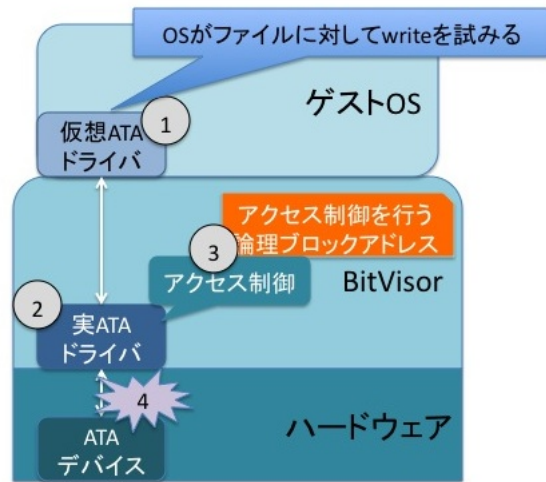 OSがファイルに対してwriteを試みる
ゲストOS
仮想ATA
ドライバ
1
アクセス制御を行う
論理ブロックアドレス
3
アクセス制御
BitVisor
2
実ATA
ドライバ
4
ハードウェア
ATA
デバイス